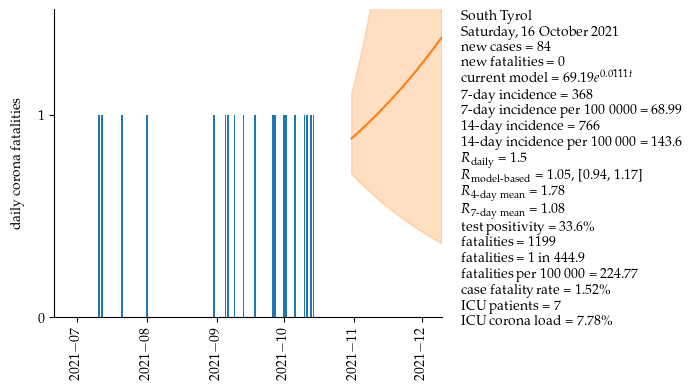 South Tyrol
Saturday, 16 October 2021
new cases = 84
new fatalities = 0
current model = 69.19e^0.0111t
7-day incidence = 368
7-day incidence per 100 0000 = 68.99
14-day incidence = 766
14-day incidence per 100 000 = 143.6
R_daily = 1.5
R_model-based = 1.05, [0.94, 1.17]
R_4-day mean = 1.78
R_7-day mean = 1.08
test positivity = 33.6%
fatalities = 1199
fatalities = 1 in 444.9
fatalities per 100 000 = 224.77
case fatality rate = 1.52%
ICU patients = 7
ICU corona load = 7.78%
daily corona fatalities
1
0
2021−07
2021−08
2021−09
2021−10
2021−11
2021−12